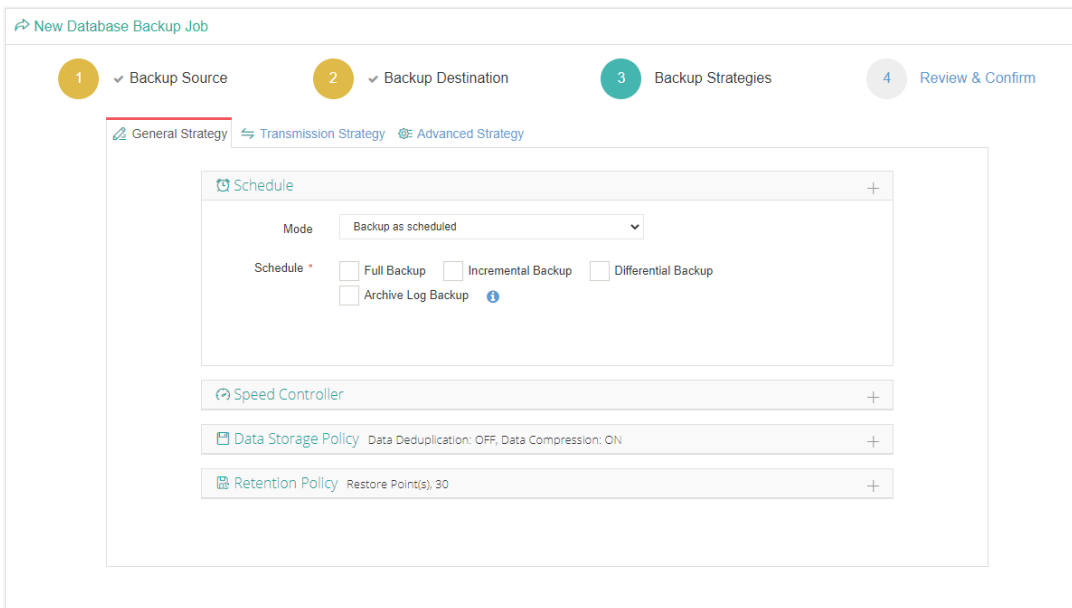 New Database Backup Job
1 Backup Source 2 Backup Destination 3 Backup Strategies 4 Review & Confirm
General Strategy Transmission Strategy Advanced Strategy
Schedule
Mode Backup as scheduled
Schedule * Full Backup Incremental Backup Differential Backup
Archive Log Backup
Speed Controller
Data Storage Policy Data Deduplication: OFF, Data Compression: ON
Retention Policy Restore Point(s), 30